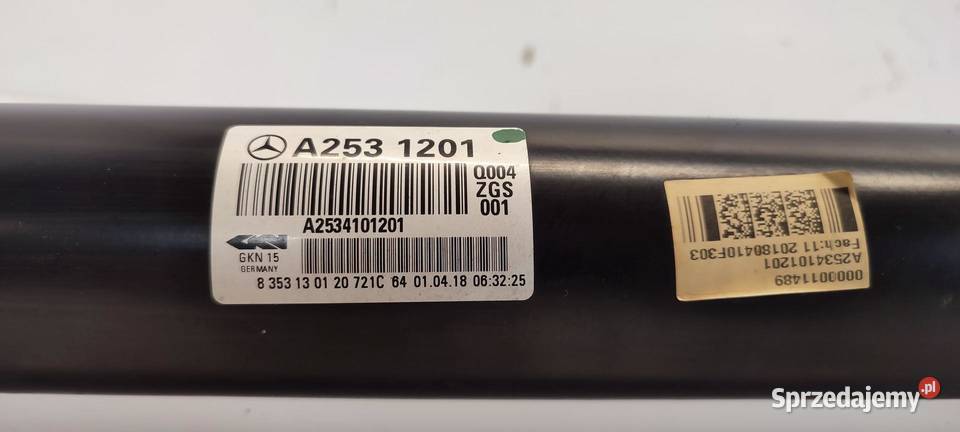 A253 1201
Q004
ZGS
001
A2534101201
GKN
GKN 15
GERMANY
8 353 13 01 20 721C 64 01.04.18 06:32:25
0000011489
A2534101201
Fach:11 20180410F303
Sprzedajemy.pl